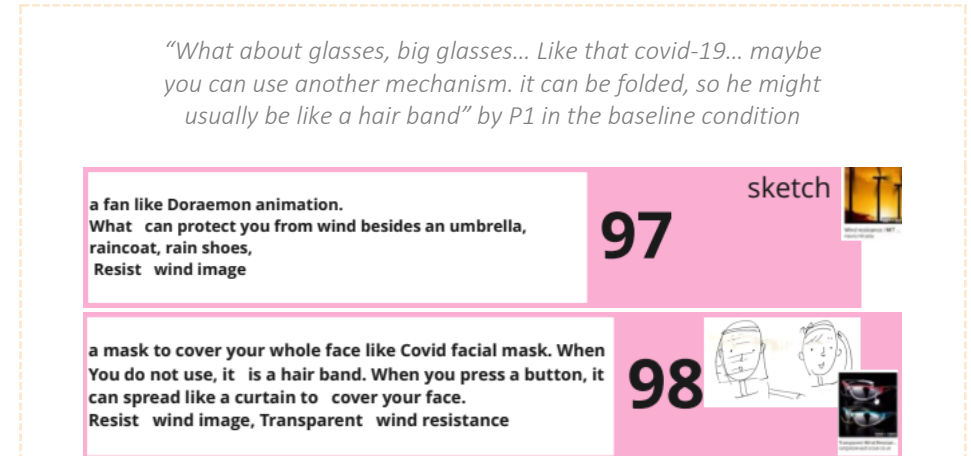 “What about glasses, big glasses… Like that covid-19… maybe
you can use another mechanism. it can be folded, so he might
usually be like a hair band” by P1 in the baseline condition
a fan like Doraemon animation.
What can protect you from wind besides an umbrella,
raincoat, rain shoes,
Resist wind image
97
sketch
a mask to cover your whole face like Covid facial mask. When
You do not use, it is a hair band. When you press a button, it
can spread like a curtain to cover your face.
Resist wind image, Transparent wind resistance
98